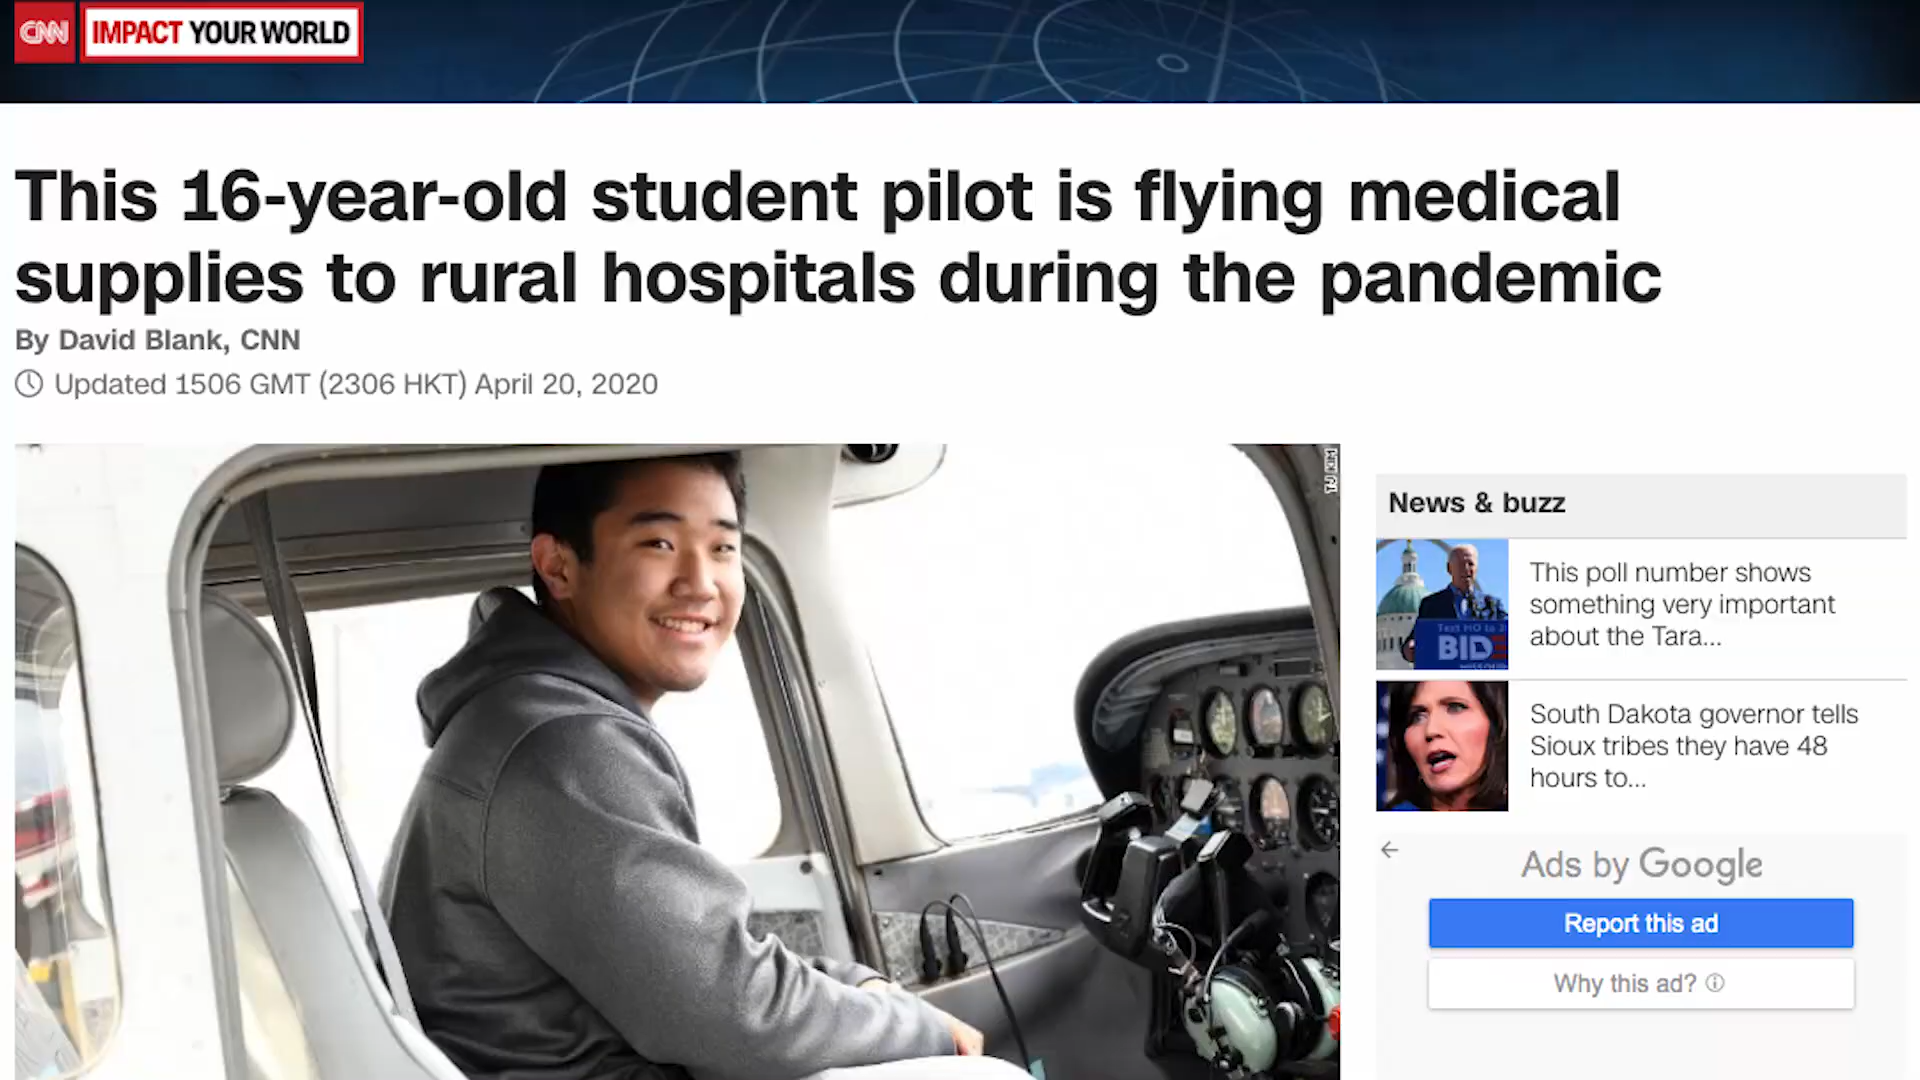 CNN
IMPACT YOUR WORLD
This 16-year-old student pilot is flying medical
supplies to rural hospitals during the pandemic
By David Blank, CNN
Updated 1506 GMT (2306 HKT) April 20, 2020
TJ KIM
News & buzz
This poll number shows
something very important
about the Tara...
BID
South Dakota governor tells
Sioux tribes they have 48
hours to...
Ads by Google
Report this ad
Why this ad?